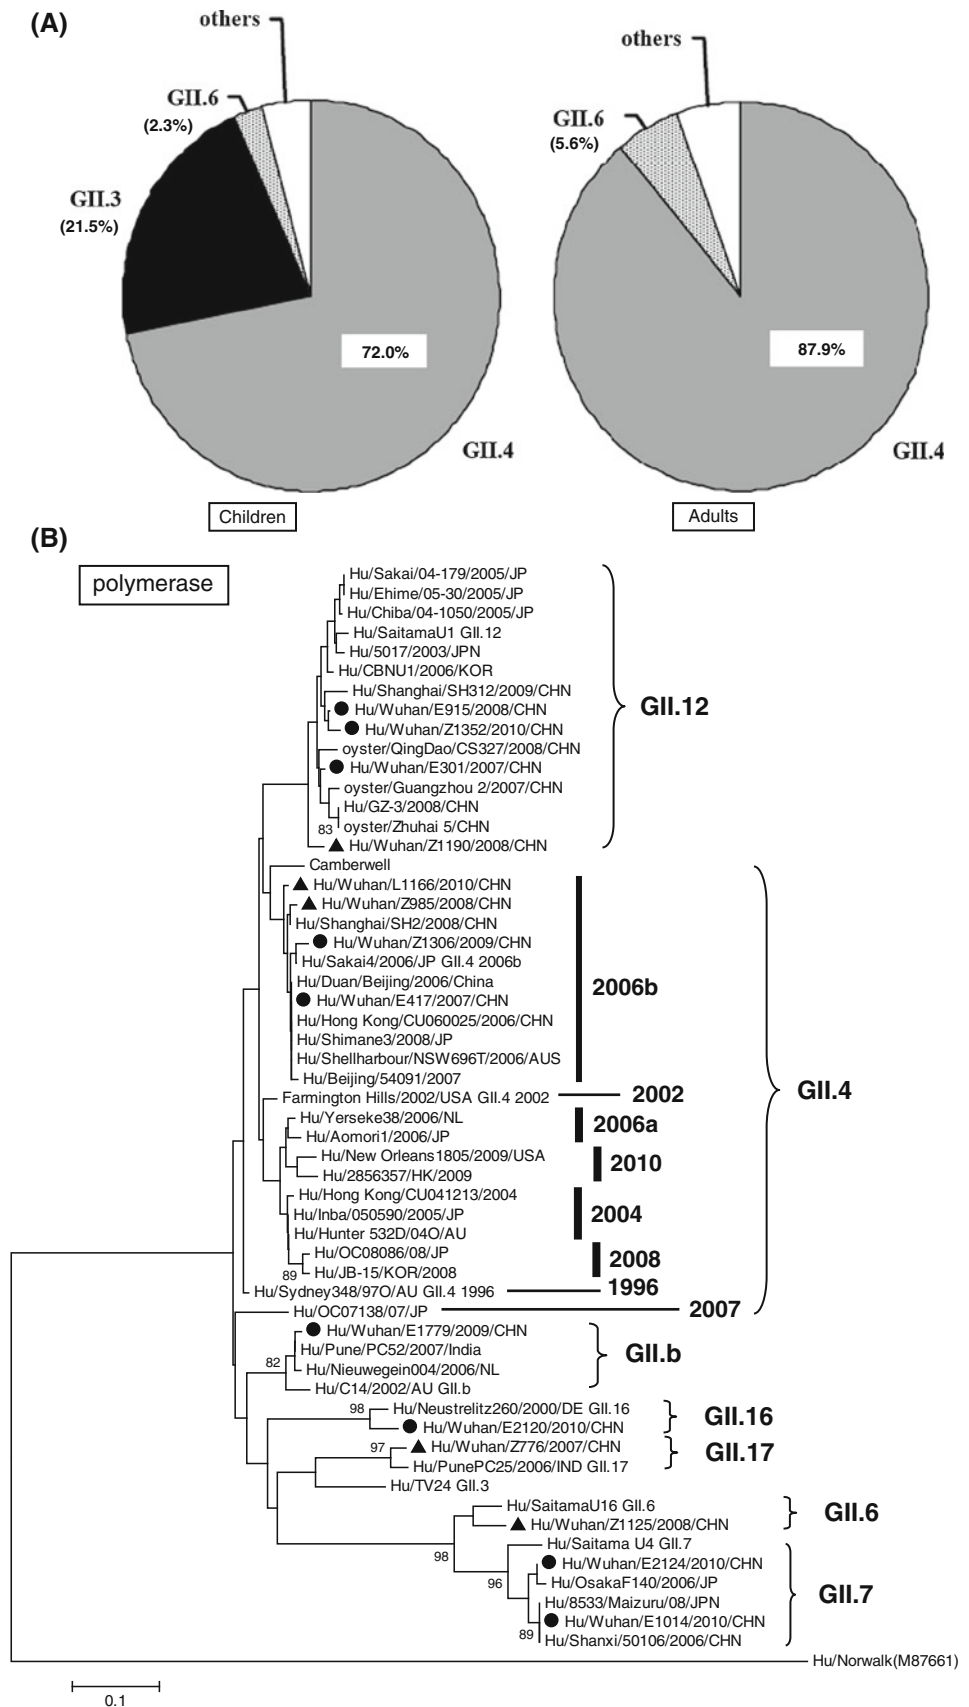 (A)
others
GII.6
(2.3%)
GII.3
(21.5%)
72.0%
GII.4
Children
others
GII.6
(5.6%)
87.9%
GII.4
Adults
(B)
polymerase
Hu/Sakai/04-179/2005/JP
Hu/Ehime/05-30/2005/JP
Hu/Chiba/04-1050/2005/JP
Hu/SaitamaU1 GII.12
Hu/5017/2003/JPN
Hu/CBNU1/2006/KOR
Hu/Shanghai/SH312/2009/CHN
Hu/Wuhan/E915/2008/CHN
Hu/Wuhan/Z1352/2010/CHN
oyster/QingDao/CS327/2008/CHN
Hu/Wuhan/E301/2007/CHN
oyster/Guangzhou 2/2007/CHN
Hu/GZ-3/2008/CHN
oyster/Zhuhai 5/CHN
83
Hu/Wuhan/Z1190/2008/CHN
GII.12
Camberwell
Hu/Wuhan/L1166/2010/CHN
Hu/Wuhan/Z985/2008/CHN
Hu/Shanghai/SH2/2008/CHN
Hu/Wuhan/Z1306/2009/CHN
Hu/Sakai4/2006/JP GII.4 2006b
Hu/Duan/Beijing/2006/China
Hu/Wuhan/E417/2007/CHN
Hu/Hong Kong/CU060025/2006/CHN
Hu/Shimane3/2008/JP
Hu/Shellharbour/NSW696T/2006/AUS
Hu/Beijing/54091/2007
2006b
Farmington Hills/2002/USA GII.4 2002
2002
Hu/Yerseke38/2006/NL
Hu/Aomori1/2006/JP
2006a
Hu/New Orleans1805/2009/USA
Hu/2856357/HK/2009
2010
Hu/Hong Kong/CU041213/2004
Hu/Inba/050590/2005/JP
Hu/Hunter 532D/04O/AU
2004
Hu/OC08086/08/JP
89
Hu/JB-15/KOR/2008
2008
Hu/Sydney348/97O/AU GII.4 1996
1996
Hu/OC07138/07/JP
2007
GII.4
Hu/Wuhan/E1779/2009/CHN
Hu/Pune/PC52/2007/India
82
Hu/Nieuwegein004/2006/NL
Hu/C14/2002/AU GII.b
GII.b
98
Hu/Neustrelitz260/2000/DE GII.16
Hu/Wuhan/E2120/2010/CHN
GII.16
97
Hu/Wuhan/Z776/2007/CHN
Hu/PunePC25/2006/IND GII.17
GII.17
Hu/TV24 GII.3
Hu/SaitamaU16 GII.6
Hu/Wuhan/Z1125/2008/CHN
GII.6
98
Hu/Saitama U4 GII.7
Hu/Wuhan/E2124/2010/CHN
96
Hu/OsakaF140/2006/JP
Hu/8533/Maizuru/08/JPN
Hu/Wuhan/E1014/2010/CHN
89
Hu/Shanxi/50106/2006/CHN
GII.7
Hu/Norwalk(M87661)
0.1